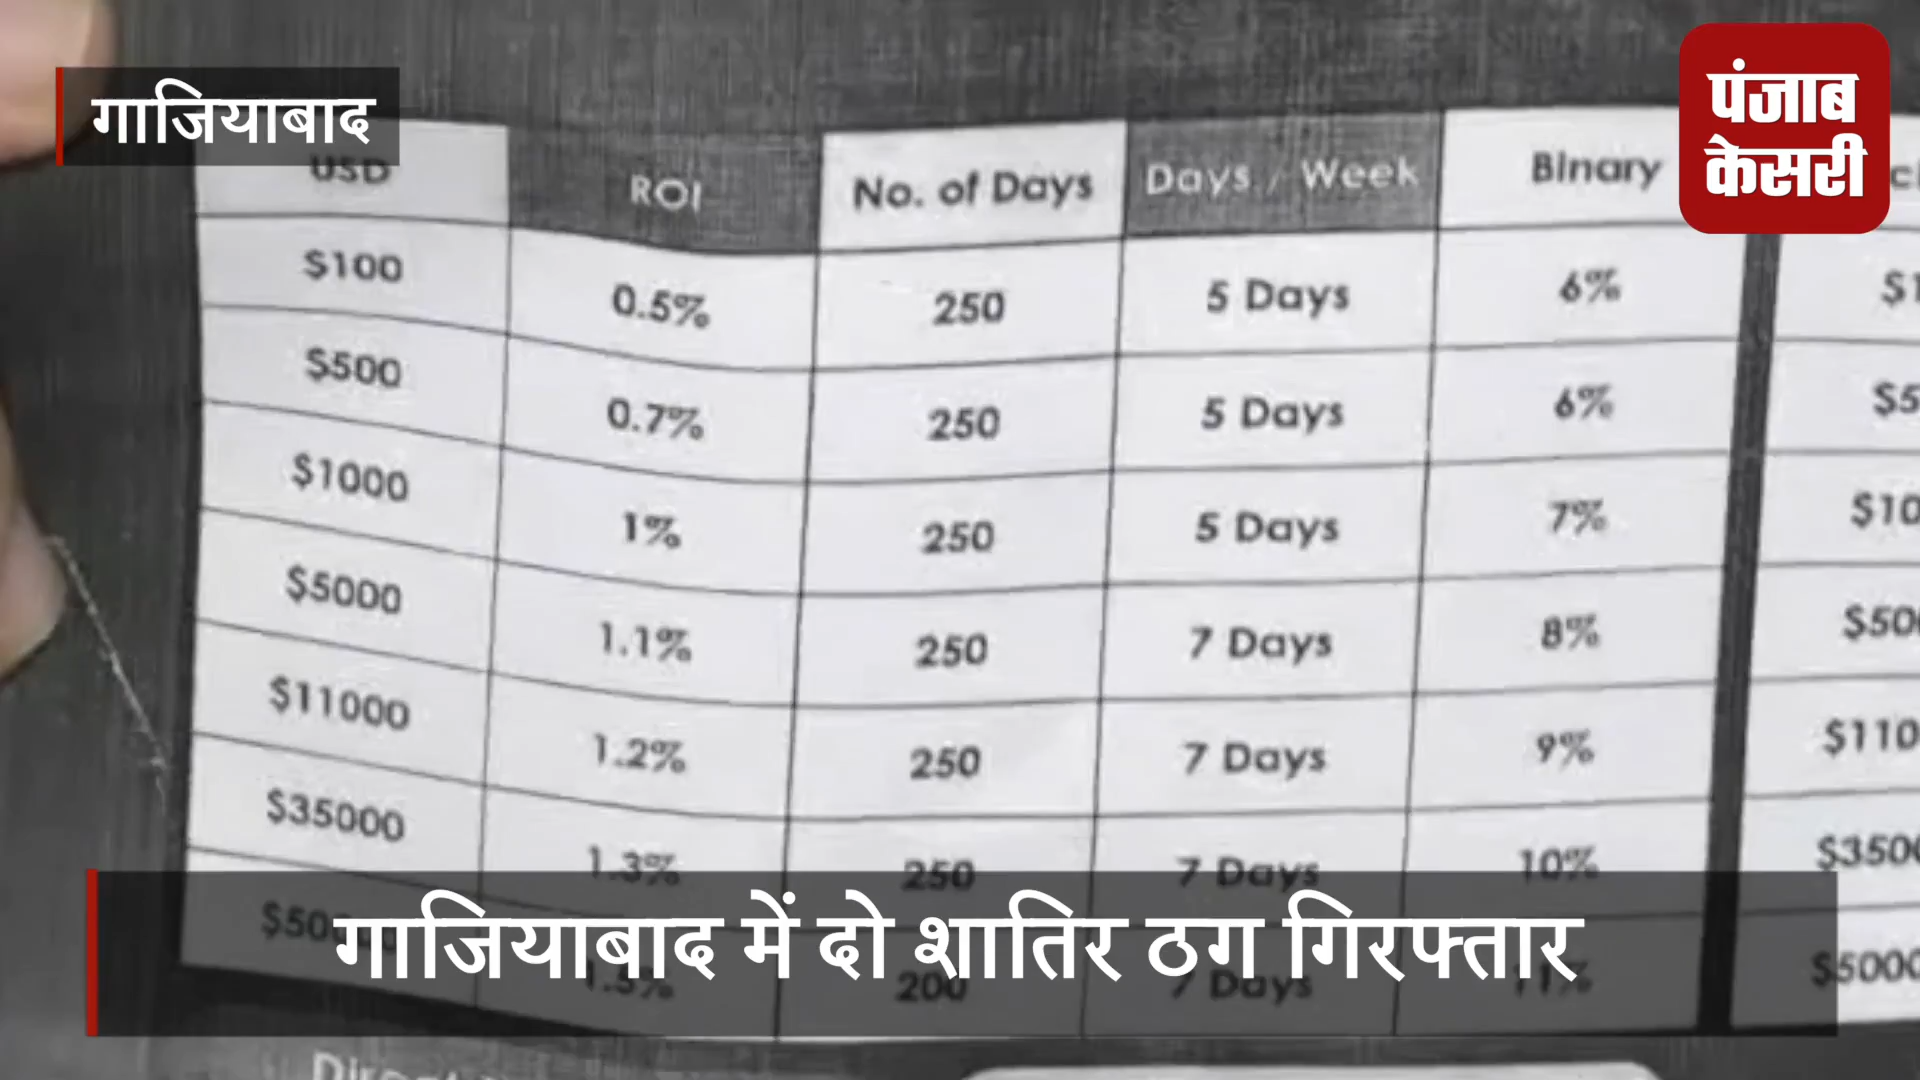 गाजियाबाद
पंजाब
केसरी
USD ROI No. of Days Days / Week Binary
$100 0.5% 250 5 Days 6%
$500 0.7% 250 5 Days 6%
$1000 1% 250 5 Days 7%
$5000 1.1% 250 7 Days 8%
$11000 1.2% 250 7 Days 9%
$35000 1.3% 250 7 Days 10%
1.5% 200 7 Days 11%
गाजियाबाद में दो शातिर ठग गिरफ्तार